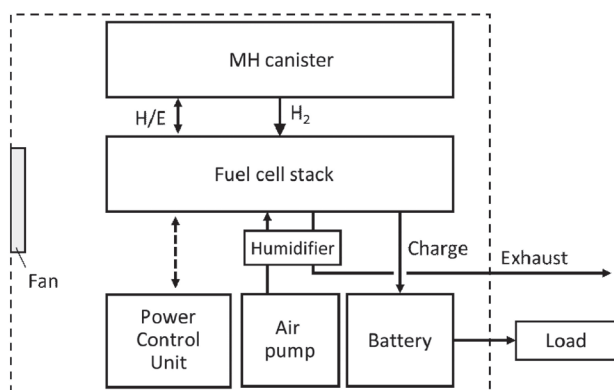 MH canister
H/E
H₂
Fuel cell stack
Humidifier
Charge
Exhaust
Fan
Power
Control
Unit
Air
pump
Battery
Load